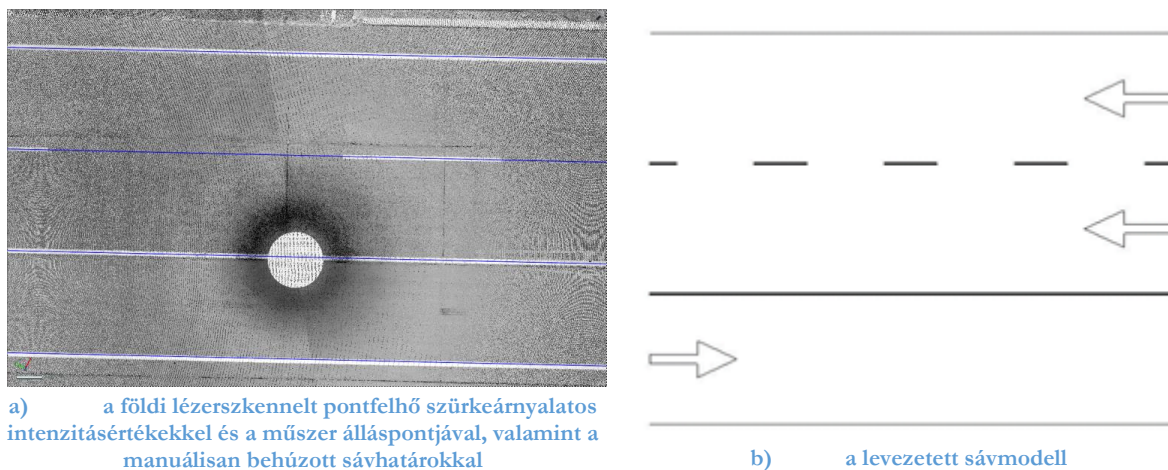 a) a földi lézerszkennelt pontfelhő szürkeárnyalatos
intenzitásértékekkel és a műszer álláspontjával, valamint a
manuálisan behúzott sávhatárokkal
b) a levezetett sávmodell